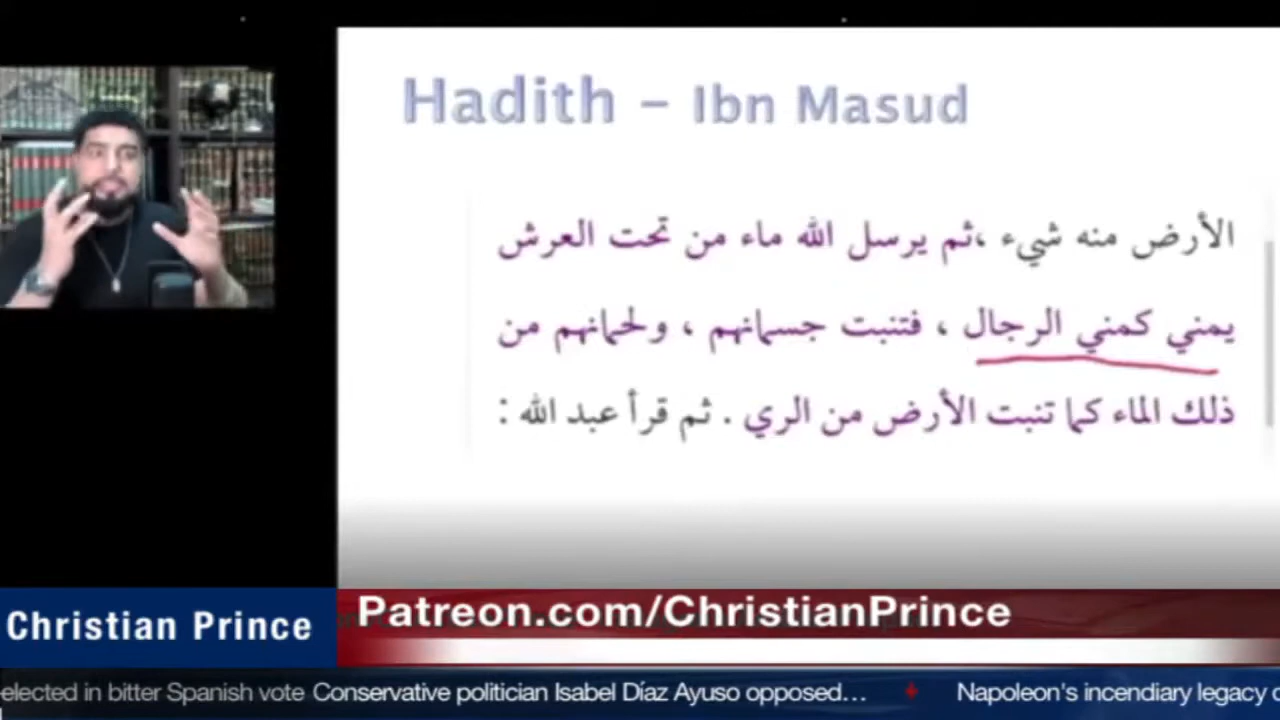 Hadith – Ibn Masud
الأرض منه شيء ،ثم يرسل الله ماء من تحت العرش
يمني كمني الرجال ، فتنبت جسمانهم ، ولحمانهم من
ذلك الماء كما تنبت الأرض من الري . ثم قرأ عبد الله :
Christian Prince
Patreon.com/ChristianPrince
-elected in bitter Spanish vote Conservative politician Isabel Díaz Ayuso opposed... Napoleon's incendiary legacy